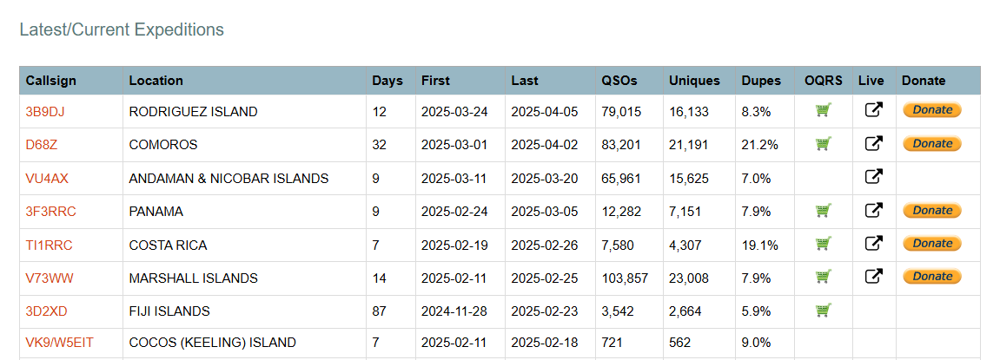 Latest/Current Expeditions
Callsign Location Days First Last QSOs Uniques Dupes OQRS Live Donate
3B9DJ RODRIGUEZ ISLAND 12 2025-03-24 2025-04-05 79,015 16,133 8.3% Donate
D68Z COMOROS 32 2025-03-01 2025-04-02 83,201 21,191 21.2% Donate
VU4AX ANDAMAN & NICOBAR ISLANDS 9 2025-03-11 2025-03-20 65,961 15,625 7.0%
3F3RRC PANAMA 9 2025-02-24 2025-03-05 12,282 7,151 7.9% Donate
TI1RRC COSTA RICA 7 2025-02-19 2025-02-26 7,580 4,307 19.1% Donate
V73WW MARSHALL ISLANDS 14 2025-02-11 2025-02-25 103,857 23,008 7.9% Donate
3D2XD FIJI ISLANDS 87 2024-11-28 2025-02-23 3,542 2,664 5.9%
VK9/W5EIT COCOS (KEELING) ISLAND 7 2025-02-11 2025-02-18 721 562 9.0%